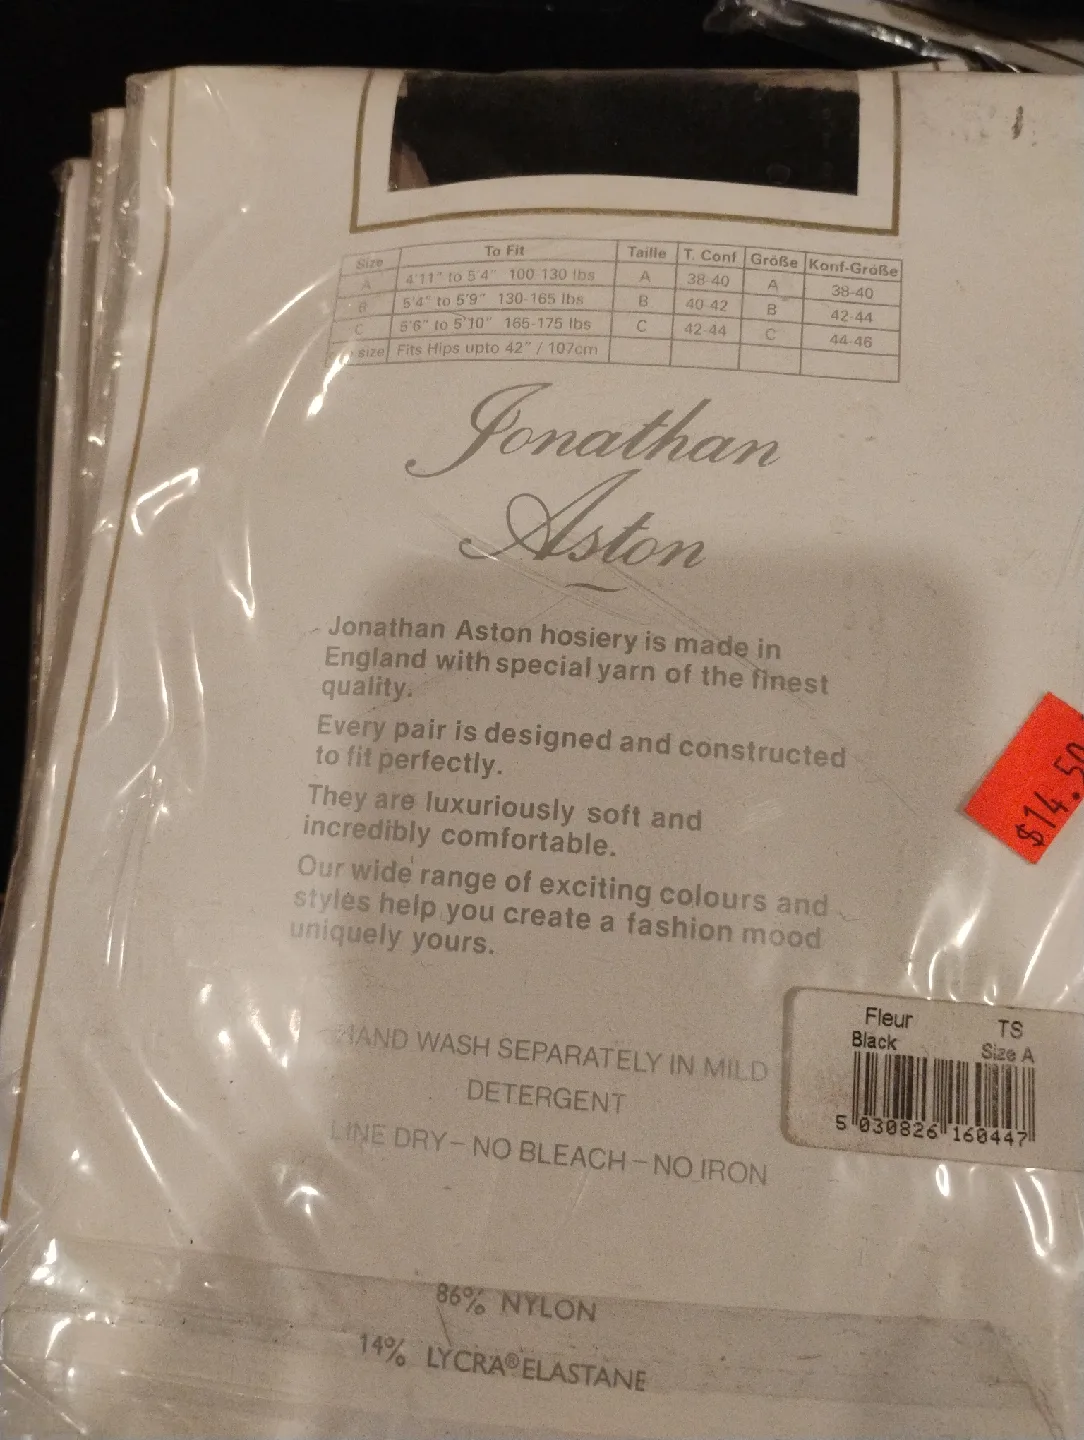 Size To Fit Taille T. Conf Größe Konf-Größe
A 4'11" to 5'4" 100-130 lbs A 38-40 A 38-40
B 5'4" to 5'9" 130-165 lbs B 40-42 B 42-44
C 5'6" to 5'10" 165-175 lbs C 42-44 C 44-46
size Fits Hips upto 42" / 107cm
Jonathan
Aston
Jonathan Aston hosiery is made in
England with special yarn of the finest
quality.
Every pair is designed and constructed
to fit perfectly.
They are luxuriously soft and
incredibly comfortable.
Our wide range of exciting colours and
styles help you create a fashion mood
uniquely yours.
$14.50
Fleur TS
Black Size A
5 030826 160447
HAND WASH SEPARATELY IN MILD
DETERGENT
LINE DRY – NO BLEACH – NO IRON
86% NYLON
14% LYCRA® ELASTANE